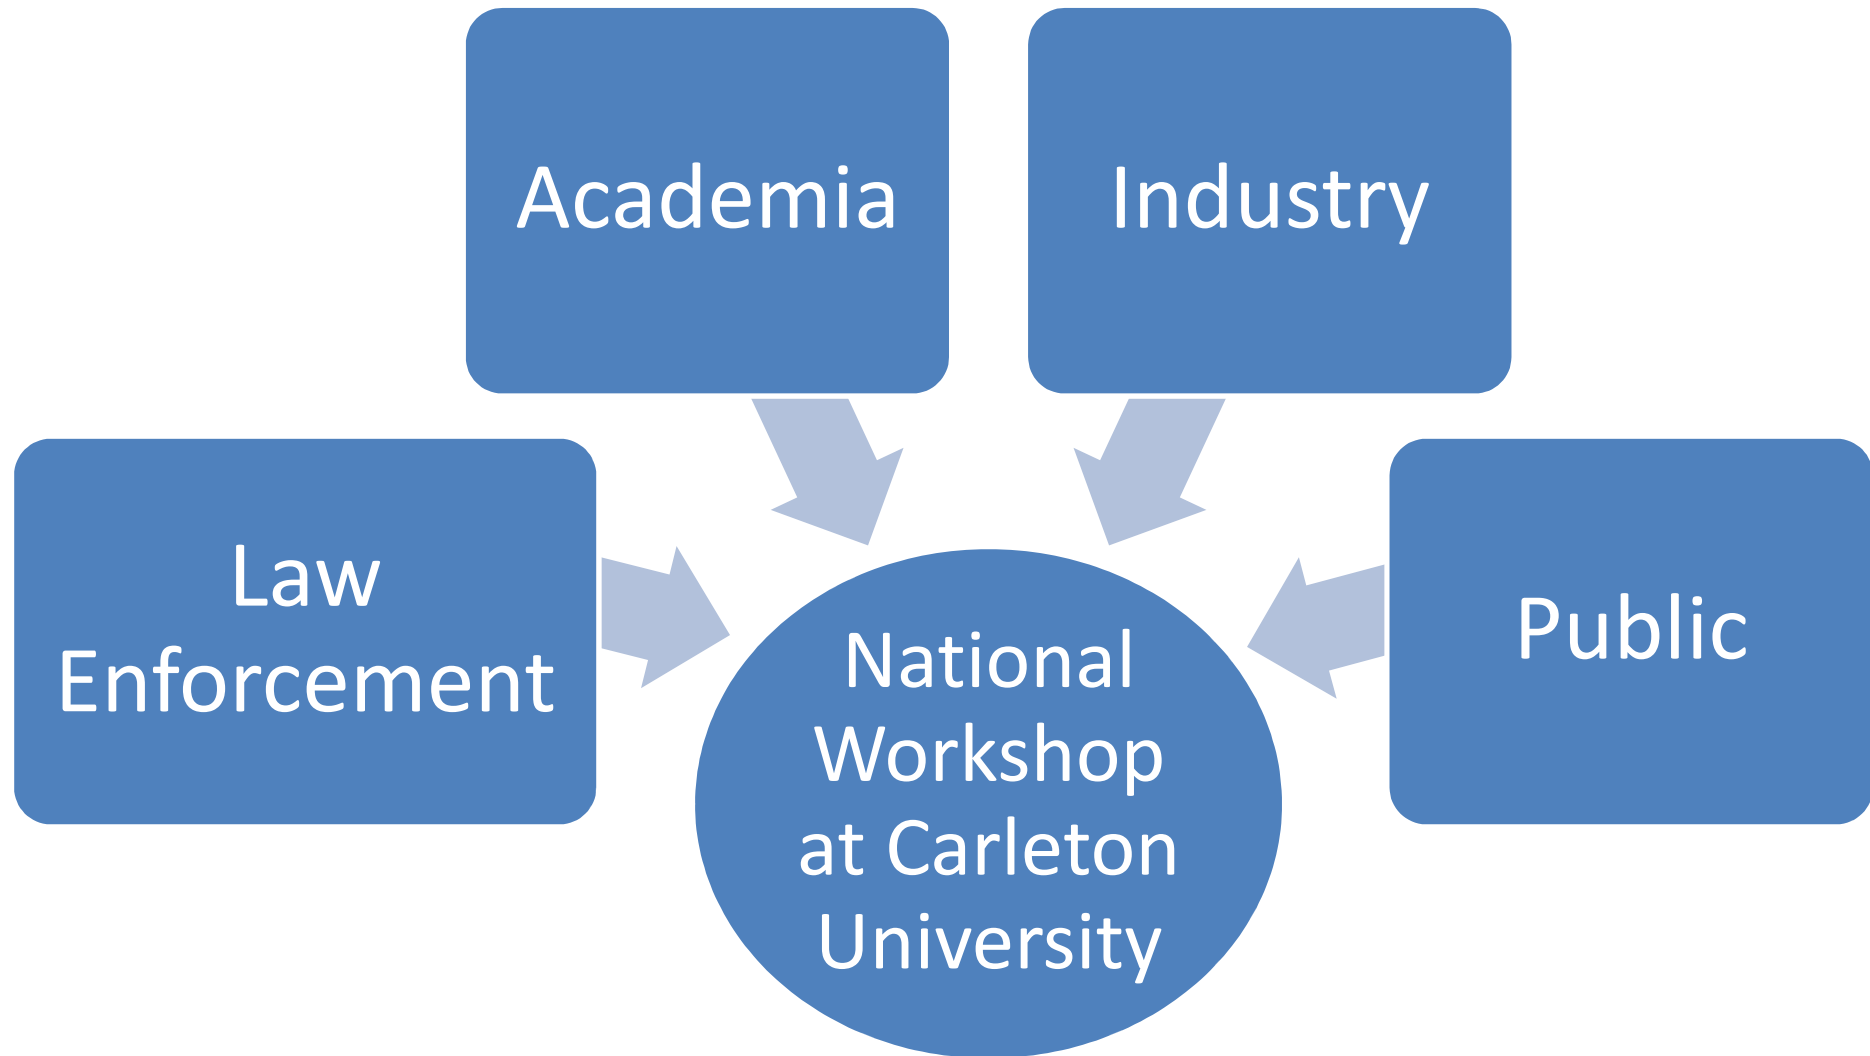 Academia
Industry
Law
Enforcement
Public
National
Workshop
at Carleton
University